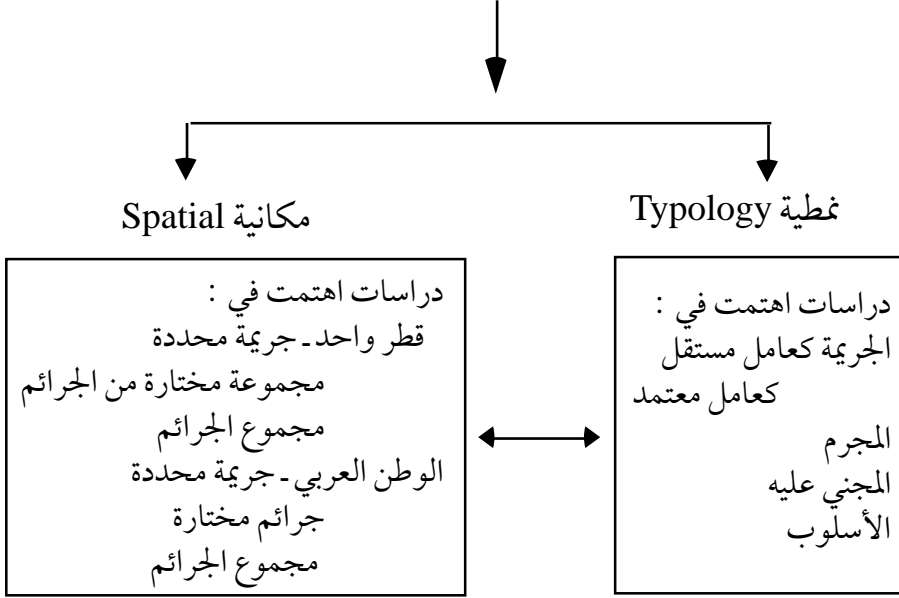 نمطية Typology
دراسات اهتمت في :
الجريمة كعامل مستقل
كعامل معتمد
المجرم
المجني عليه
الأسلوب
مكانية Spatial
دراسات اهتمت في :
قطر واحد ـ جريمة محددة
مجموعة مختارة من الجرائم
مجموع الجرائم
الوطن العربي ـ جريمة محددة
جرائم مختارة
مجموع الجرائم